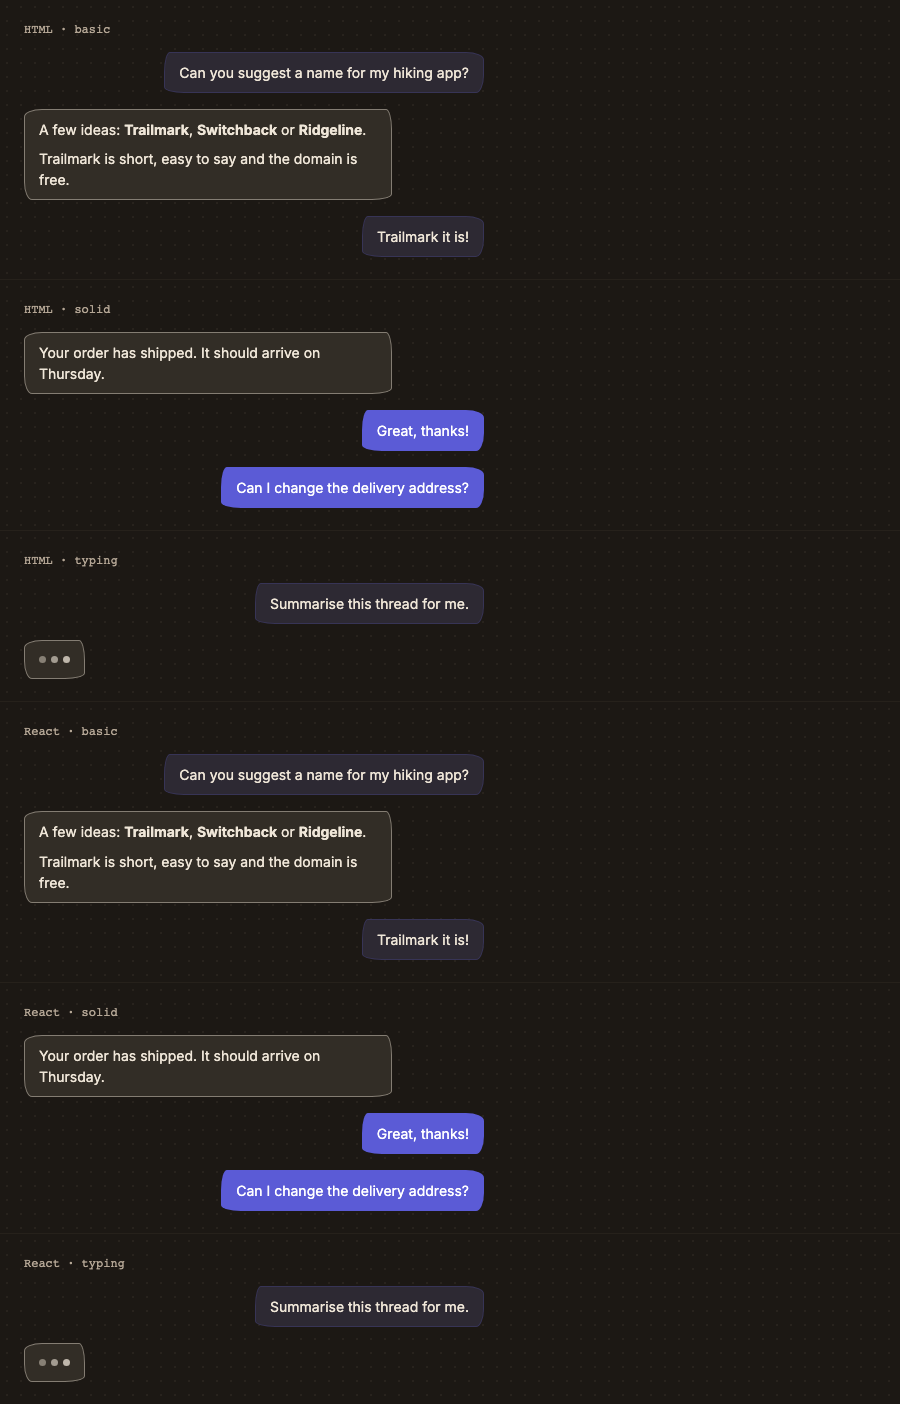 HTML · basic
Can you suggest a name for my hiking app?
A few ideas: Trailmark, Switchback or Ridgeline.
Trailmark is short, easy to say and the domain is
free.
Trailmark it is!
HTML · solid
Your order has shipped. It should arrive on
Thursday.
Great, thanks!
Can I change the delivery address?
HTML · typing
Summarise this thread for me.
React · basic
Can you suggest a name for my hiking app?
A few ideas: Trailmark, Switchback or Ridgeline.
Trailmark is short, easy to say and the domain is
free.
Trailmark it is!
React · solid
Your order has shipped. It should arrive on
Thursday.
Great, thanks!
Can I change the delivery address?
React · typing
Summarise this thread for me.